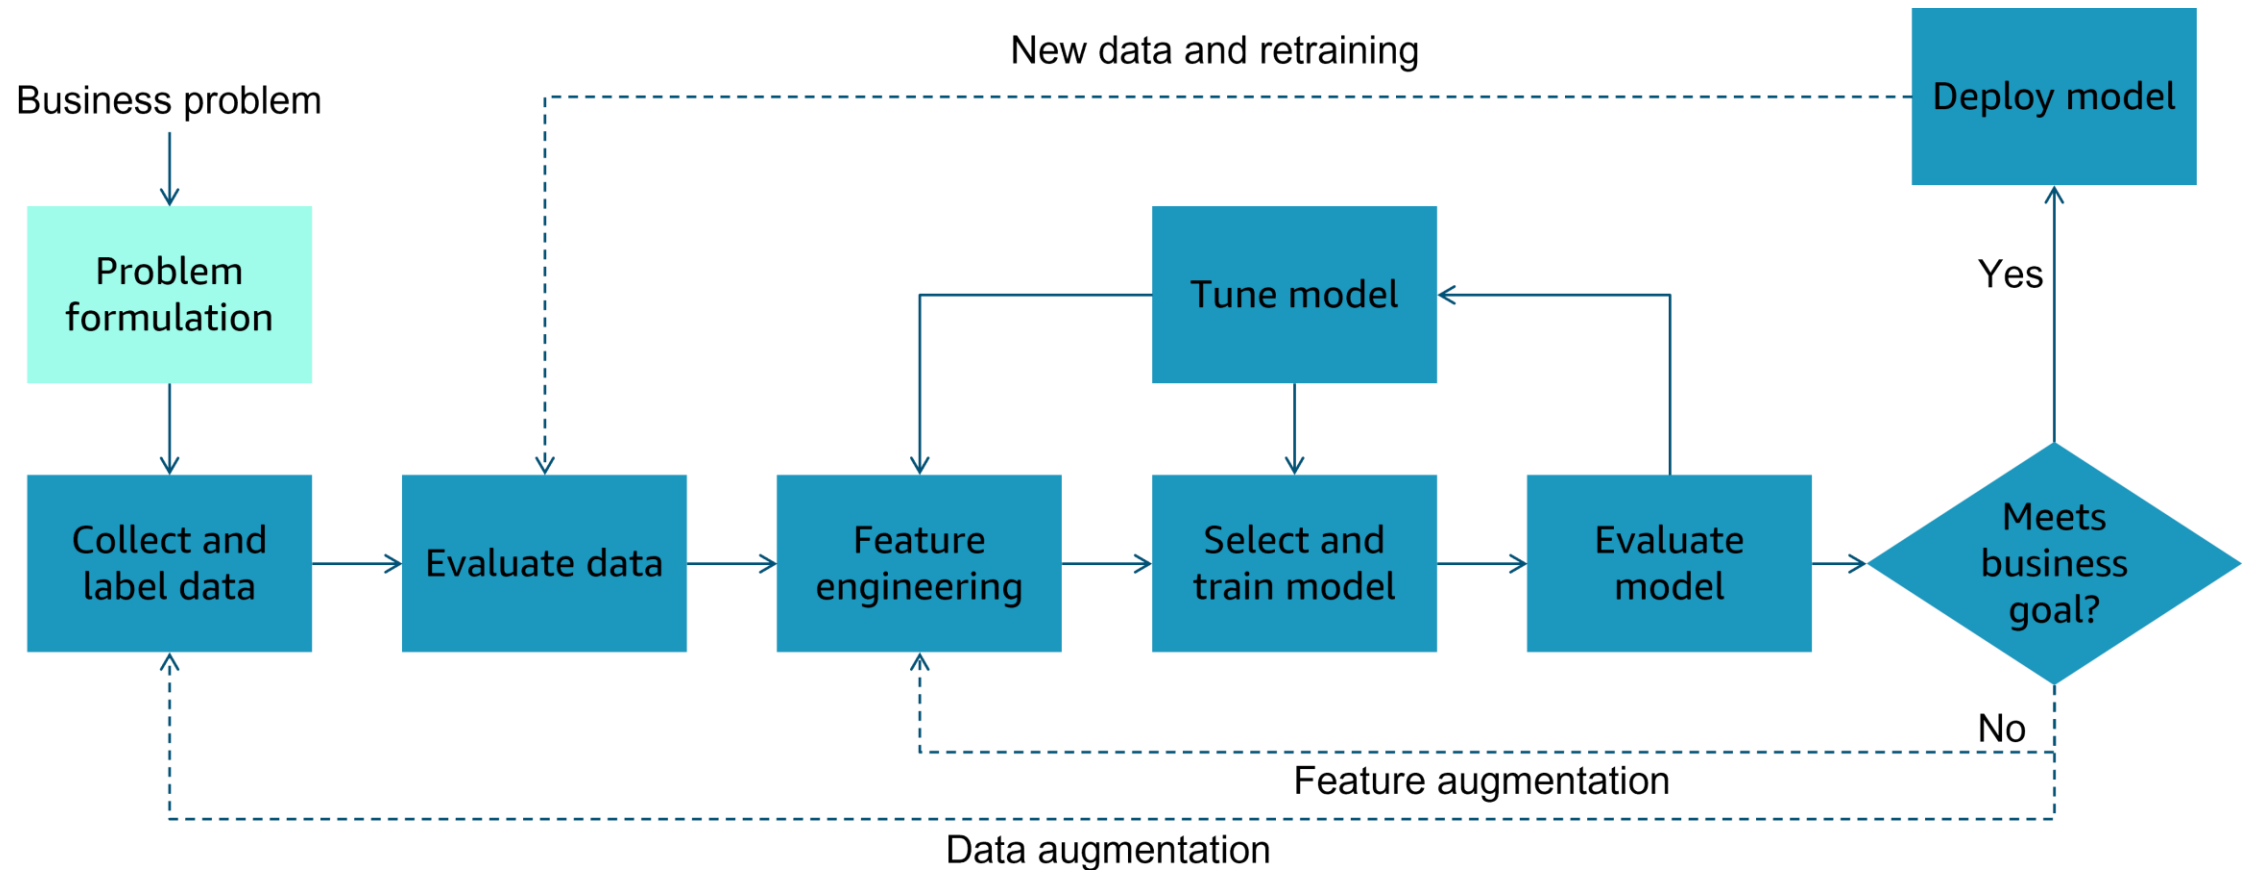 New data and retraining
Deploy model
Business problem
Problem
formulation
Tune model
Yes
Collect and
label data
Evaluate data
Feature
engineering
Select and
train model
Evaluate
model
Meets
business
goal?
No
Feature augmentation
Data augmentation